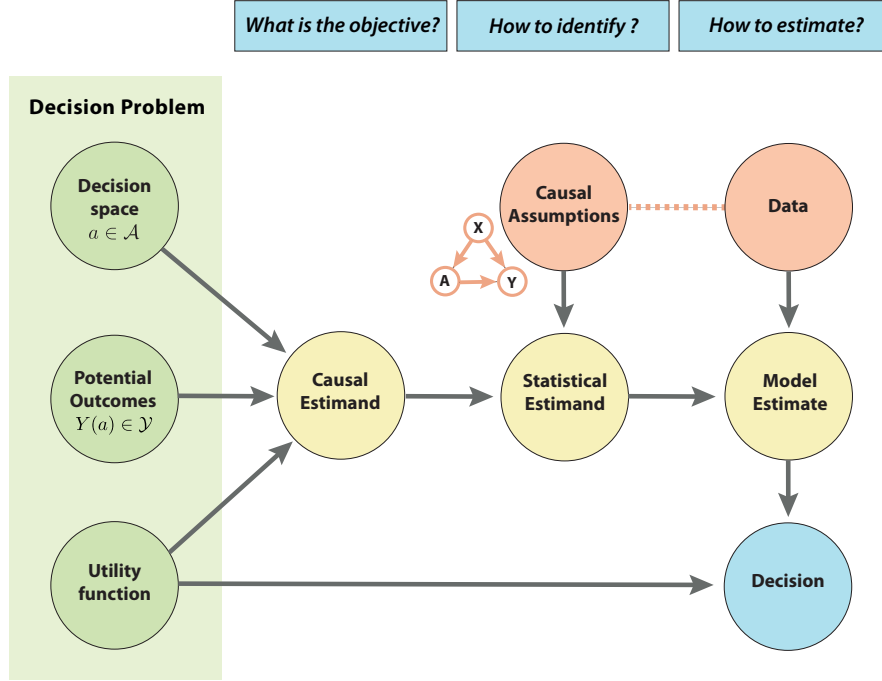 What is the objective?
How to identify ?
How to estimate?
Decision Problem
Decision
space
a ∈ 𝒜
Causal
Assumptions
Data
X
A
Y
Potential
Outcomes
Y(a) ∈ 𝒴
Causal
Estimand
Statistical
Estimand
Model
Estimate
Utility
function
Decision